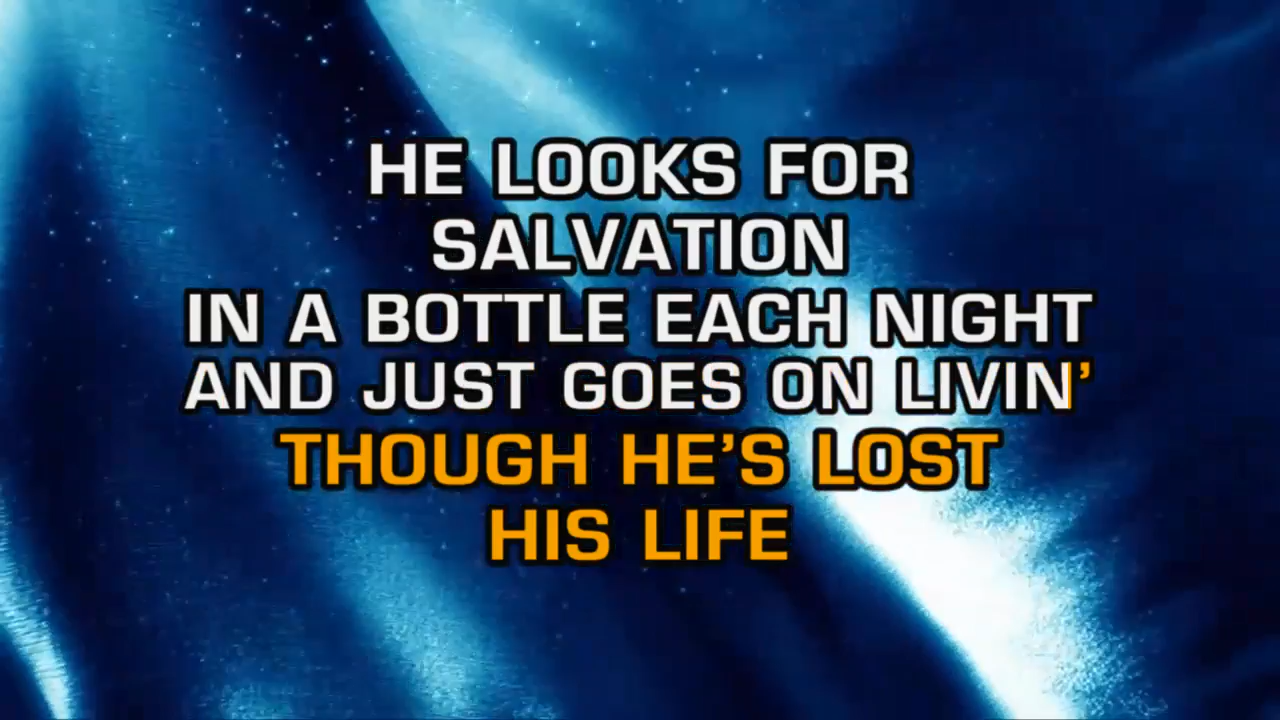 HE LOOKS FOR
SALVATION
IN A BOTTLE EACH NIGHT
AND JUST GOES ON LIVIN’
THOUGH HE’S LOST
HIS LIFE